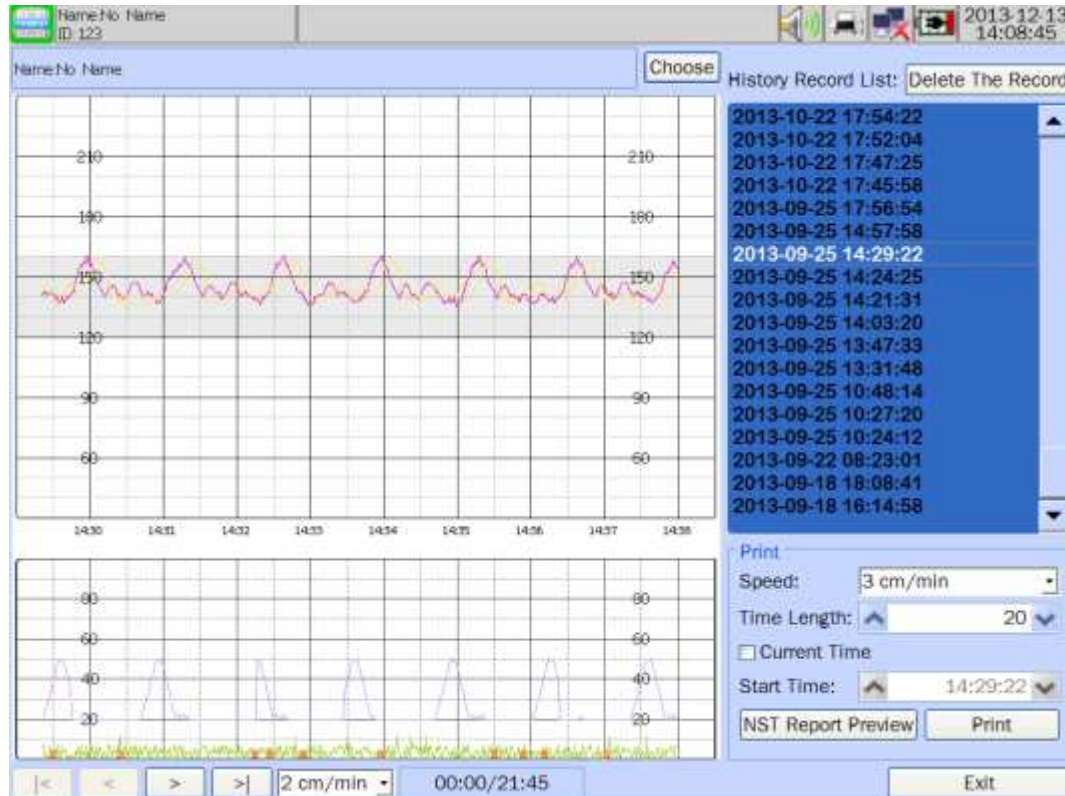 Name:No Name
ID: 123
2013-12-13
14:08:45
Name:No Name
Choose
History Record List:
Delete The Record
2013-10-22 17:54:22
2013-10-22 17:52:04
2013-10-22 17:47:25
2013-10-22 17:45:58
2013-09-25 17:56:54
2013-09-25 14:57:58
2013-09-25 14:29:22
2013-09-25 14:24:25
2013-09-25 14:21:31
2013-09-25 14:03:20
2013-09-25 13:47:33
2013-09-25 13:31:48
2013-09-25 10:48:14
2013-09-25 10:27:20
2013-09-25 10:24:12
2013-09-22 08:23:01
2013-09-18 18:08:41
2013-09-18 16:14:58
210 210
180 180
150 150
120 120
90 90
60 60
14:30 14:31 14:32 14:33 14:34 14:35 14:36 14:37 14:38
80 80
60 60
40 40
20 20
Print
Speed: 3 cm/min
Time Length: 20
Current Time
Start Time: 14:29:22
NST Report Preview Print
|< < > >| 2 cm/min 00:00/21:45 Exit